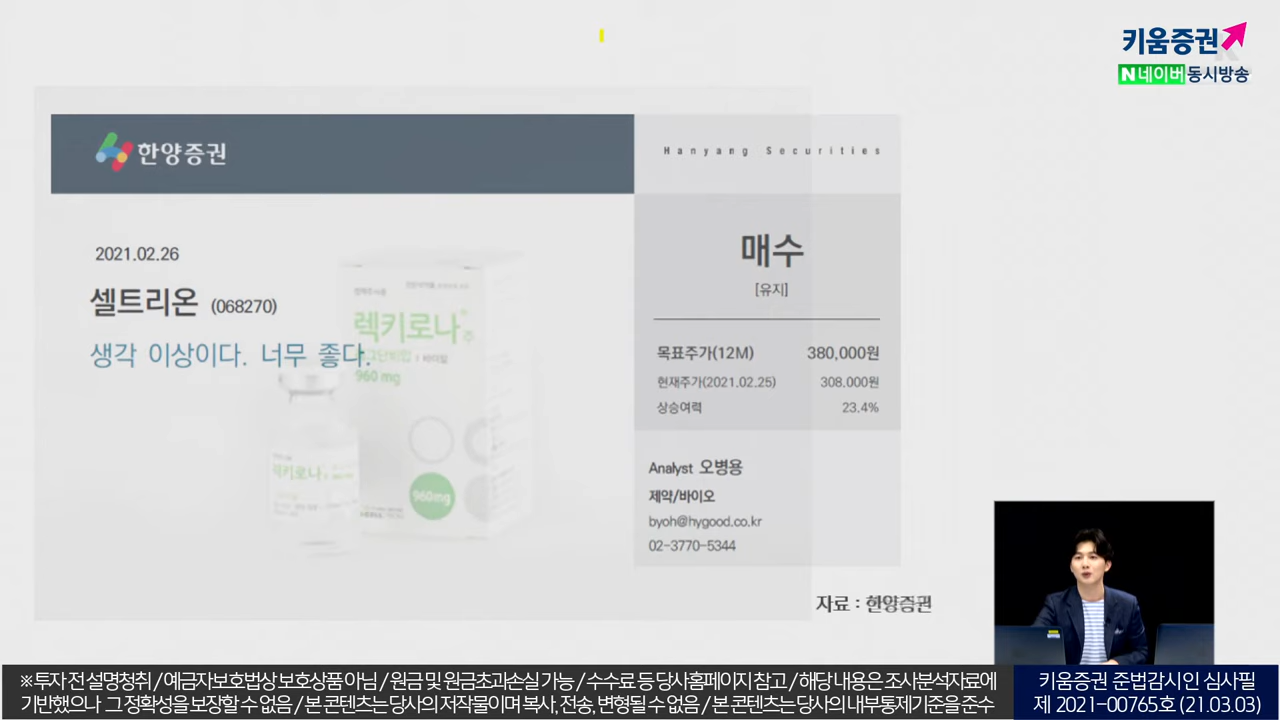 키움증권
N 네이버 동시방송
한양증권
Hanyang Securities
2021.02.26
셀트리온 (068270)
생각 이상이다. 너무 좋다.
렉키로나주
960 mg
렉키로나
960mg
매수
[유지]
목표주가(12M) 380,000원
현재주가(2021.02.25) 308.000원
상승여력 23.4%
Analyst 오병용
제약/바이오
byoh@hygood.co.kr
02-3770-5344
자료 : 한양증권
※투자 전 설명청취 / 예금자보호법상 보호상품 아님 / 원금 및 원금초과손실 가능 / 수수료 등 당사홈페이지 참고 / 해당 내용은 조사분석자료에
기반했으나 그 정확성을 보장할 수 없음 / 본 콘텐츠는 당사의 저작물이며 복사, 전송, 변형될 수 없음 / 본 콘텐츠는 당사의 내부통제기준을 준수
키움증권 준법감시인 심사필
제 2021-00765호 (21.03.03)